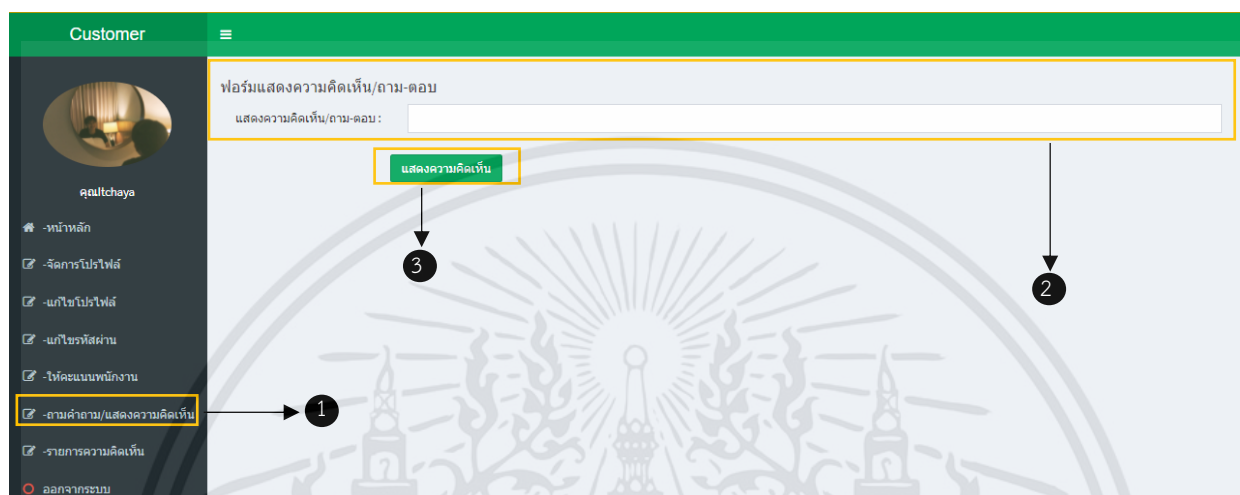 Customer
ฟอร์มแสดงความคิดเห็น/ถาม-ตอบ
แสดงความคิดเห็น/ถาม-ตอบ :
แสดงความคิดเห็น
คุณItchaya
-หน้าหลัก
-จัดการโปรไฟล์
-แก้ไขโปรไฟล์
-แก้ไขรหัสผ่าน
-ให้คะแนนพนักงาน
-ถามคำถาม/แสดงความคิดเห็น
-รายการความคิดเห็น
ออกจากระบบ
1
2
3